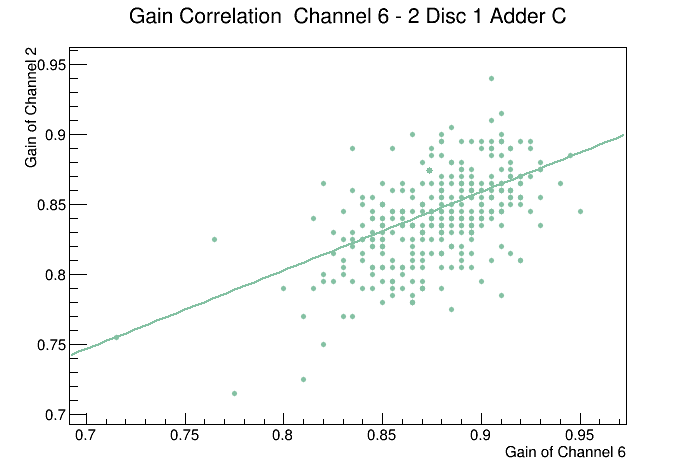 Gain Correlation  Channel 6 - 2 Disc 1 Adder C
Gain of Channel 2
0.95
0.9
0.85
0.8
0.75
0.7
0.7 0.75 0.8 0.85 0.9 0.95
Gain of Channel 6